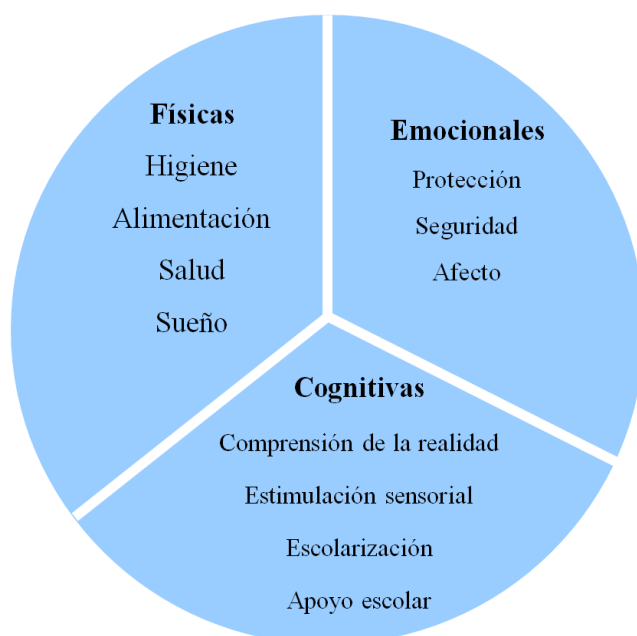 Físicas
Higiene
Alimentación
Salud
Sueño
Emocionales
Protección
Seguridad
Afecto
Cognitivas
Comprensión de la realidad
Estimulación sensorial
Escolarización
Apoyo escolar